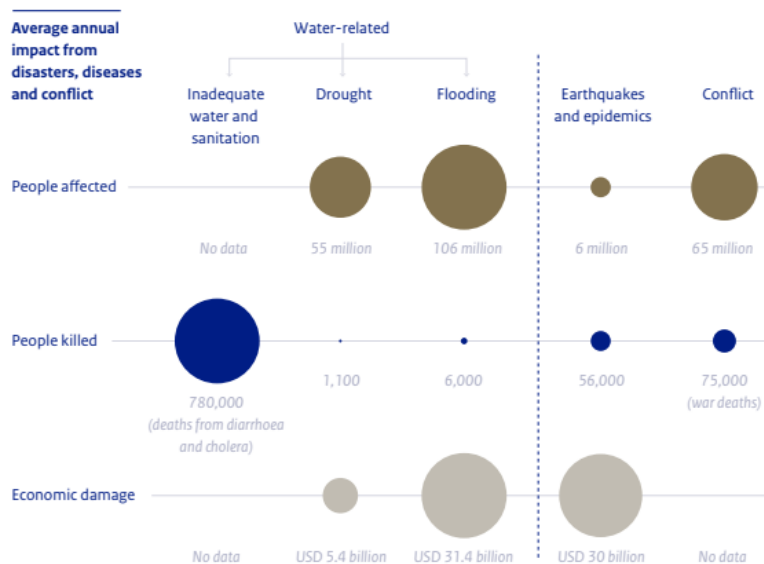 Average annual
impact from
disasters, diseases
and conflict
Water-related
Inadequate
water and
sanitation
Drought
Flooding
Earthquakes
and epidemics
Conflict
People affected
No data
55 million
106 million
6 million
65 million
People killed
780,000
(deaths from diarrhoea
and cholera)
1,100
6,000
56,000
75,000
(war deaths)
Economic damage
No data
USD 5.4 billion
USD 31.4 billion
USD 30 billion
No data